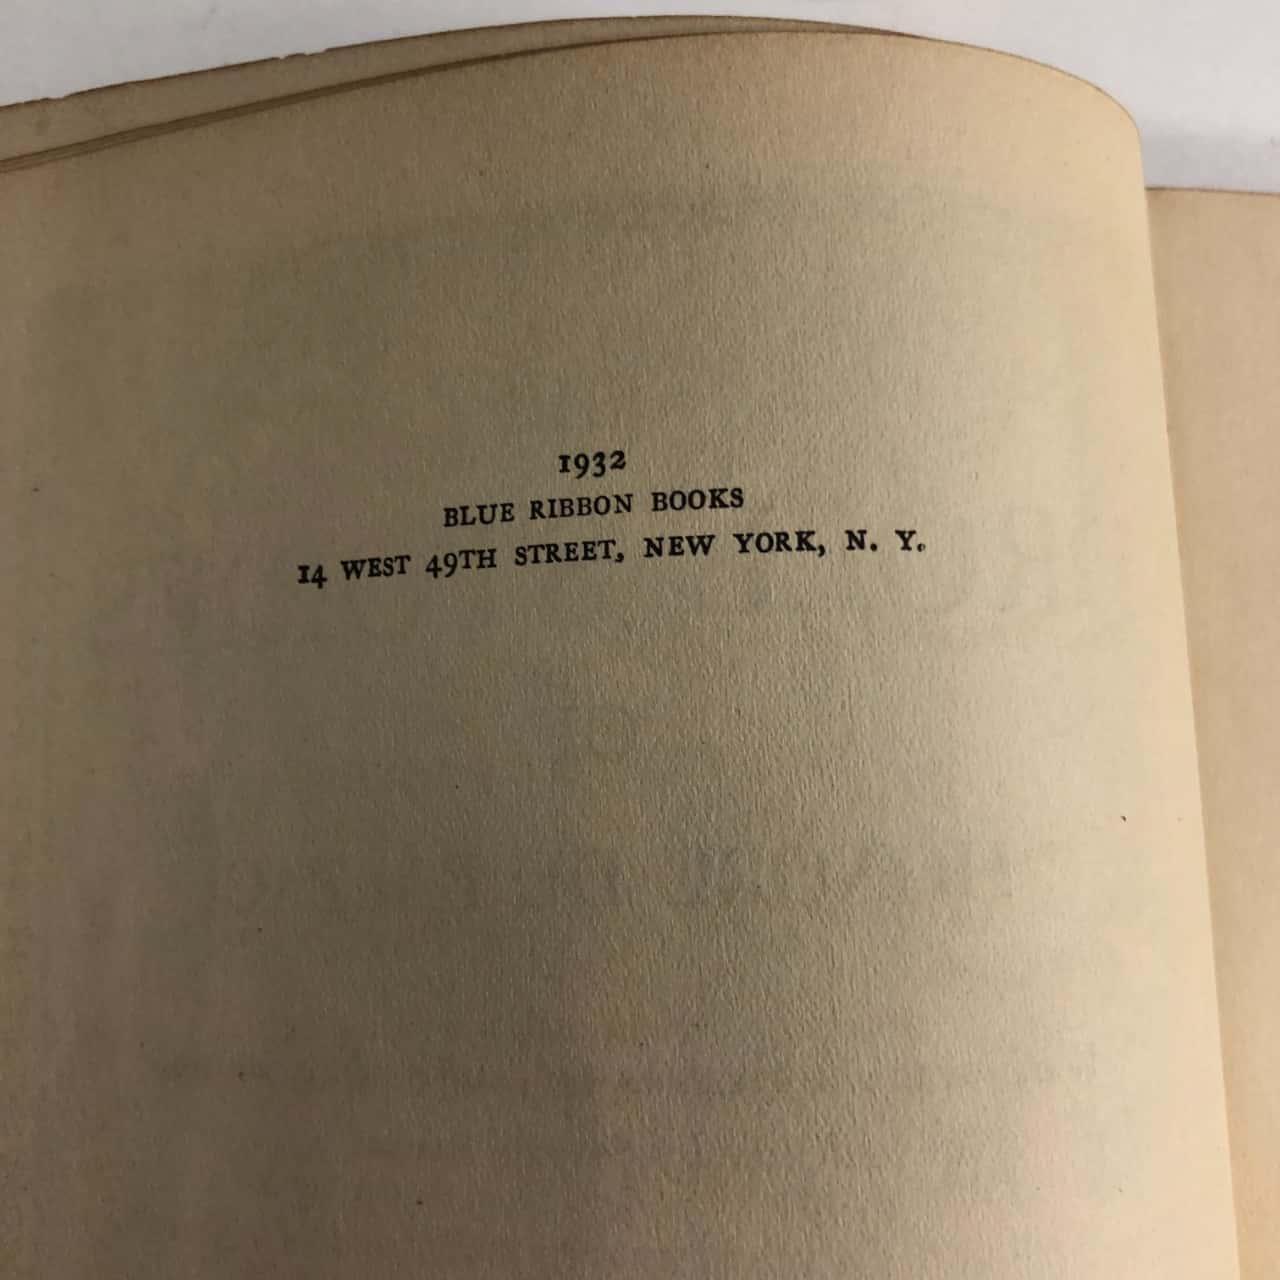 1932
BLUE RIBBON BOOKS
14 WEST 49TH STREET, NEW YORK, N. Y.